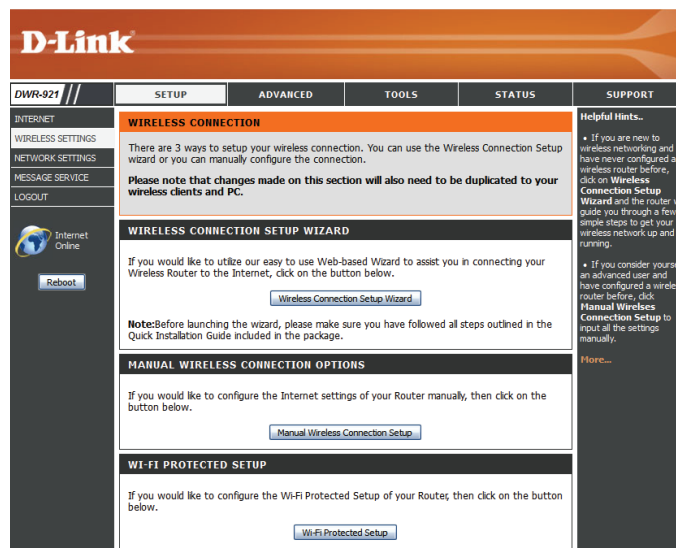 D-Link
DWR-921
SETUP
ADVANCED
TOOLS
STATUS
SUPPORT
INTERNET
WIRELESS SETTINGS
NETWORK SETTINGS
MESSAGE SERVICE
LOGOUT
Internet
Online
Reboot
WIRELESS CONNECTION
There are 3 ways to setup your wireless connection. You can use the Wireless Connection Setup
wizard or you can manually configure the connection.
Please note that changes made on this section will also need to be duplicated to your
wireless clients and PC.
WIRELESS CONNECTION SETUP WIZARD
If you would like to utilize our easy to use Web-based Wizard to assist you in connecting your
Wireless Router to the Internet, click on the button below.
Wireless Connection Setup Wizard
Note:Before launching the wizard, please make sure you have followed all steps outlined in the
Quick Installation Guide included in the package.
MANUAL WIRELESS CONNECTION OPTIONS
If you would like to configure the Internet settings of your Router manually, then click on the
button below.
Manual Wireless Connection Setup
WI-FI PROTECTED SETUP
If you would like to configure the Wi-Fi Protected Setup of your Router, then click on the button
below.
Wi-Fi Protected Setup
Helpful Hints..
• If you are new to
wireless networking and
have never configured a
wireless router before,
click on Wireless
Connection Setup
Wizard and the router
guide you through a few
simple steps to get your
wireless network up and
running.
• If you consider
an advanced user and
have configured a
router before, click
Manual Wirelses
Connection Setup to
input all the settings
manually.
More...